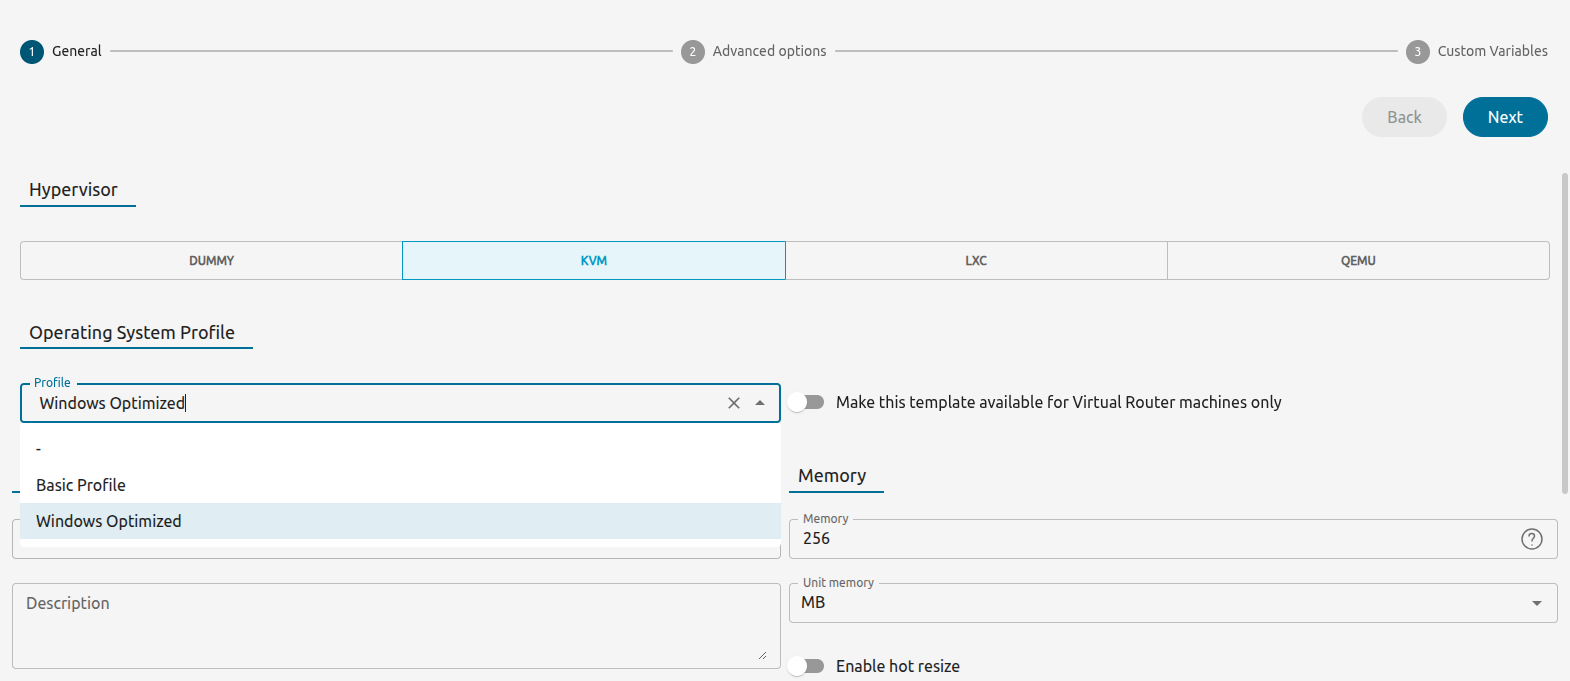 1 General
2 Advanced options
3 Custom Variables
Back
Next
Hypervisor
DUMMY
KVM
LXC
QEMU
Operating System Profile
Profile
Windows Optimized
Make this template available for Virtual Router machines only
-
Basic Profile
Windows Optimized
Memory
Memory
256
?
Description
Unit memory
MB
Enable hot resize